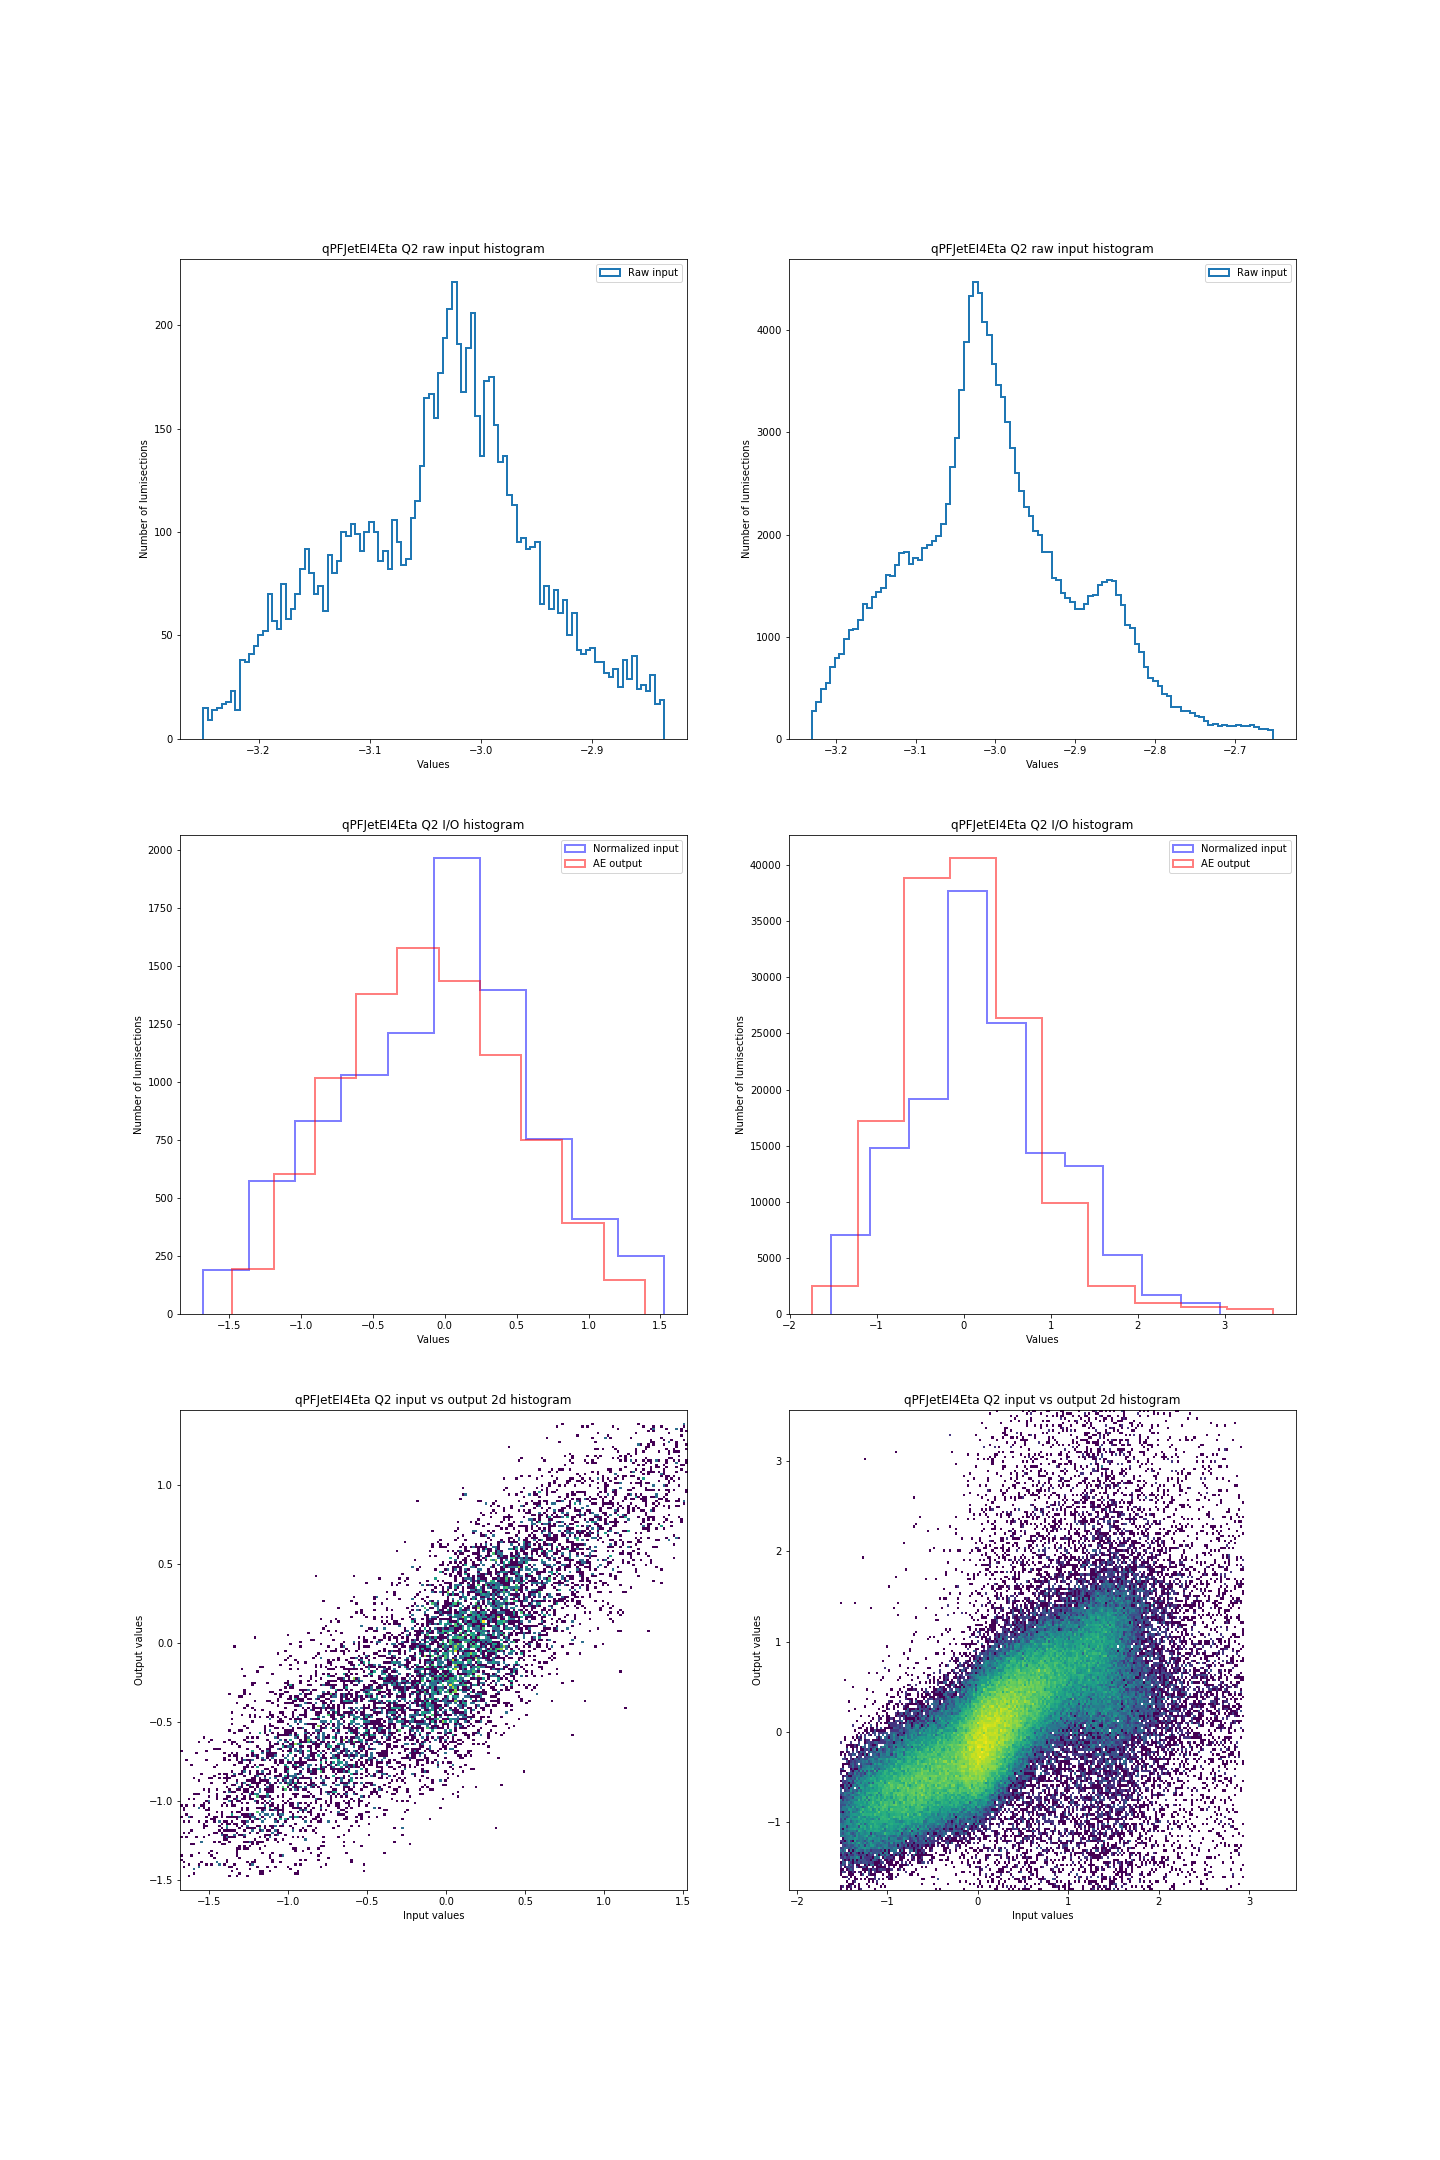 qPFJetEI4Eta Q2 raw input histogram
Raw input
200
150
100
50
0
Number of lumisections
−3.2 −3.1 −3.0 −2.9
Values
qPFJetEI4Eta Q2 raw input histogram
Raw input
4000
3000
2000
1000
0
Number of lumisections
−3.2 −3.1 −3.0 −2.9 −2.8 −2.7
Values
qPFJetEI4Eta Q2 I/O histogram
Normalized input
AE output
2000
1750
1500
1250
1000
750
500
250
0
Number of lumisections
−1.5 −1.0 −0.5 0.0 0.5 1.0 1.5
Values
qPFJetEI4Eta Q2 I/O histogram
Normalized input
AE output
40000
35000
30000
25000
20000
15000
10000
5000
0
Number of lumisections
−2 −1 0 1 2 3
Values
qPFJetEI4Eta Q2 input vs output 2d histogram
1.0
0.5
0.0
−0.5
−1.0
−1.5
Output values
−1.5 −1.0 −0.5 0.0 0.5 1.0 1.5
Input values
qPFJetEI4Eta Q2 input vs output 2d histogram
3
2
1
0
−1
Output values
−2 −1 0 1 2 3
Input values